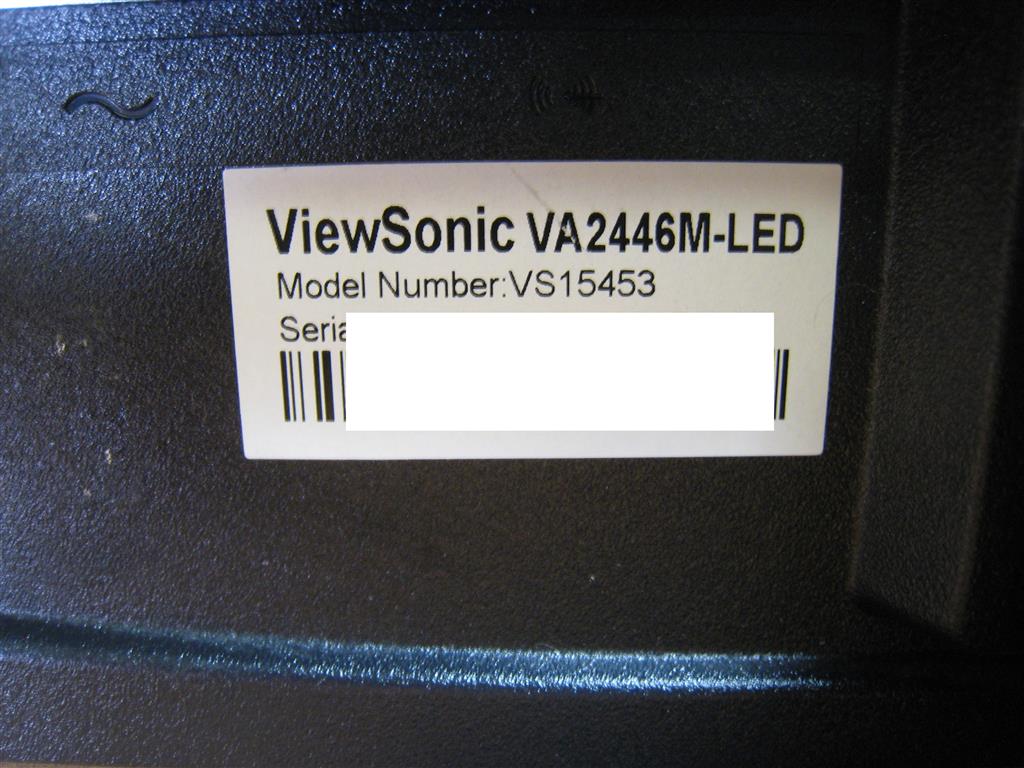 ViewSonic VA2446M-LED
Model Number:VS15453
Seria